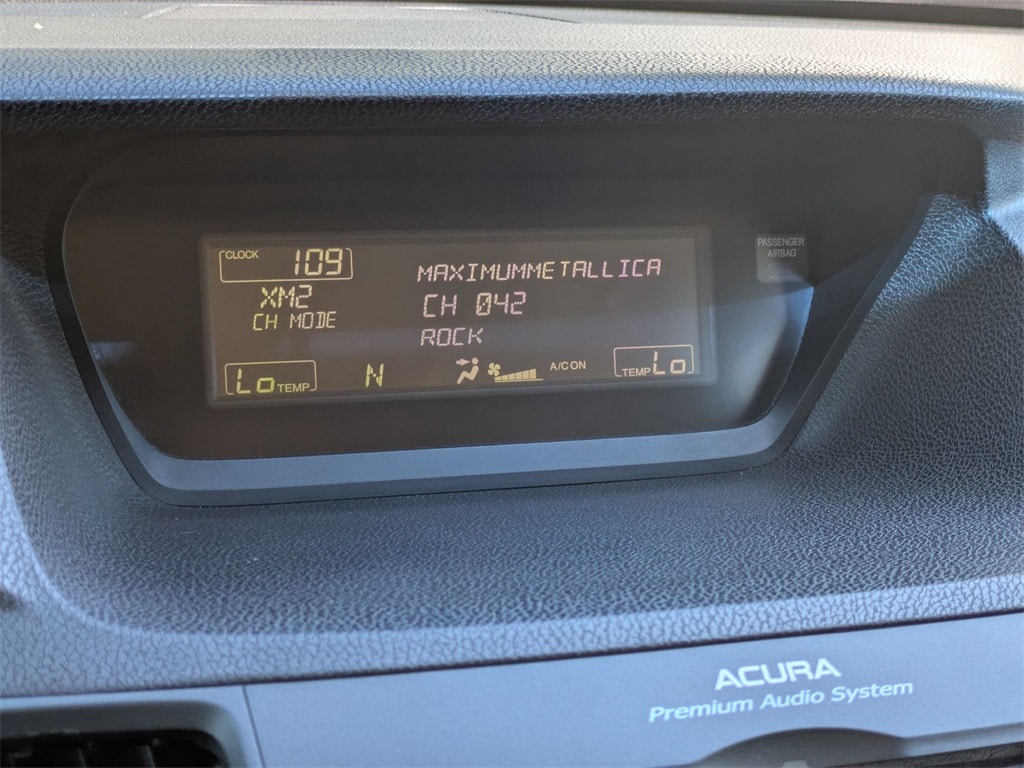 CLOCK 109
XM2
CH MODE
MAXIMUMMETALLICA
CH 042
ROCK
Lo TEMP
N
A/C ON
TEMP Lo
PASSENGER
AIRBAG
ACURA
Premium Audio System